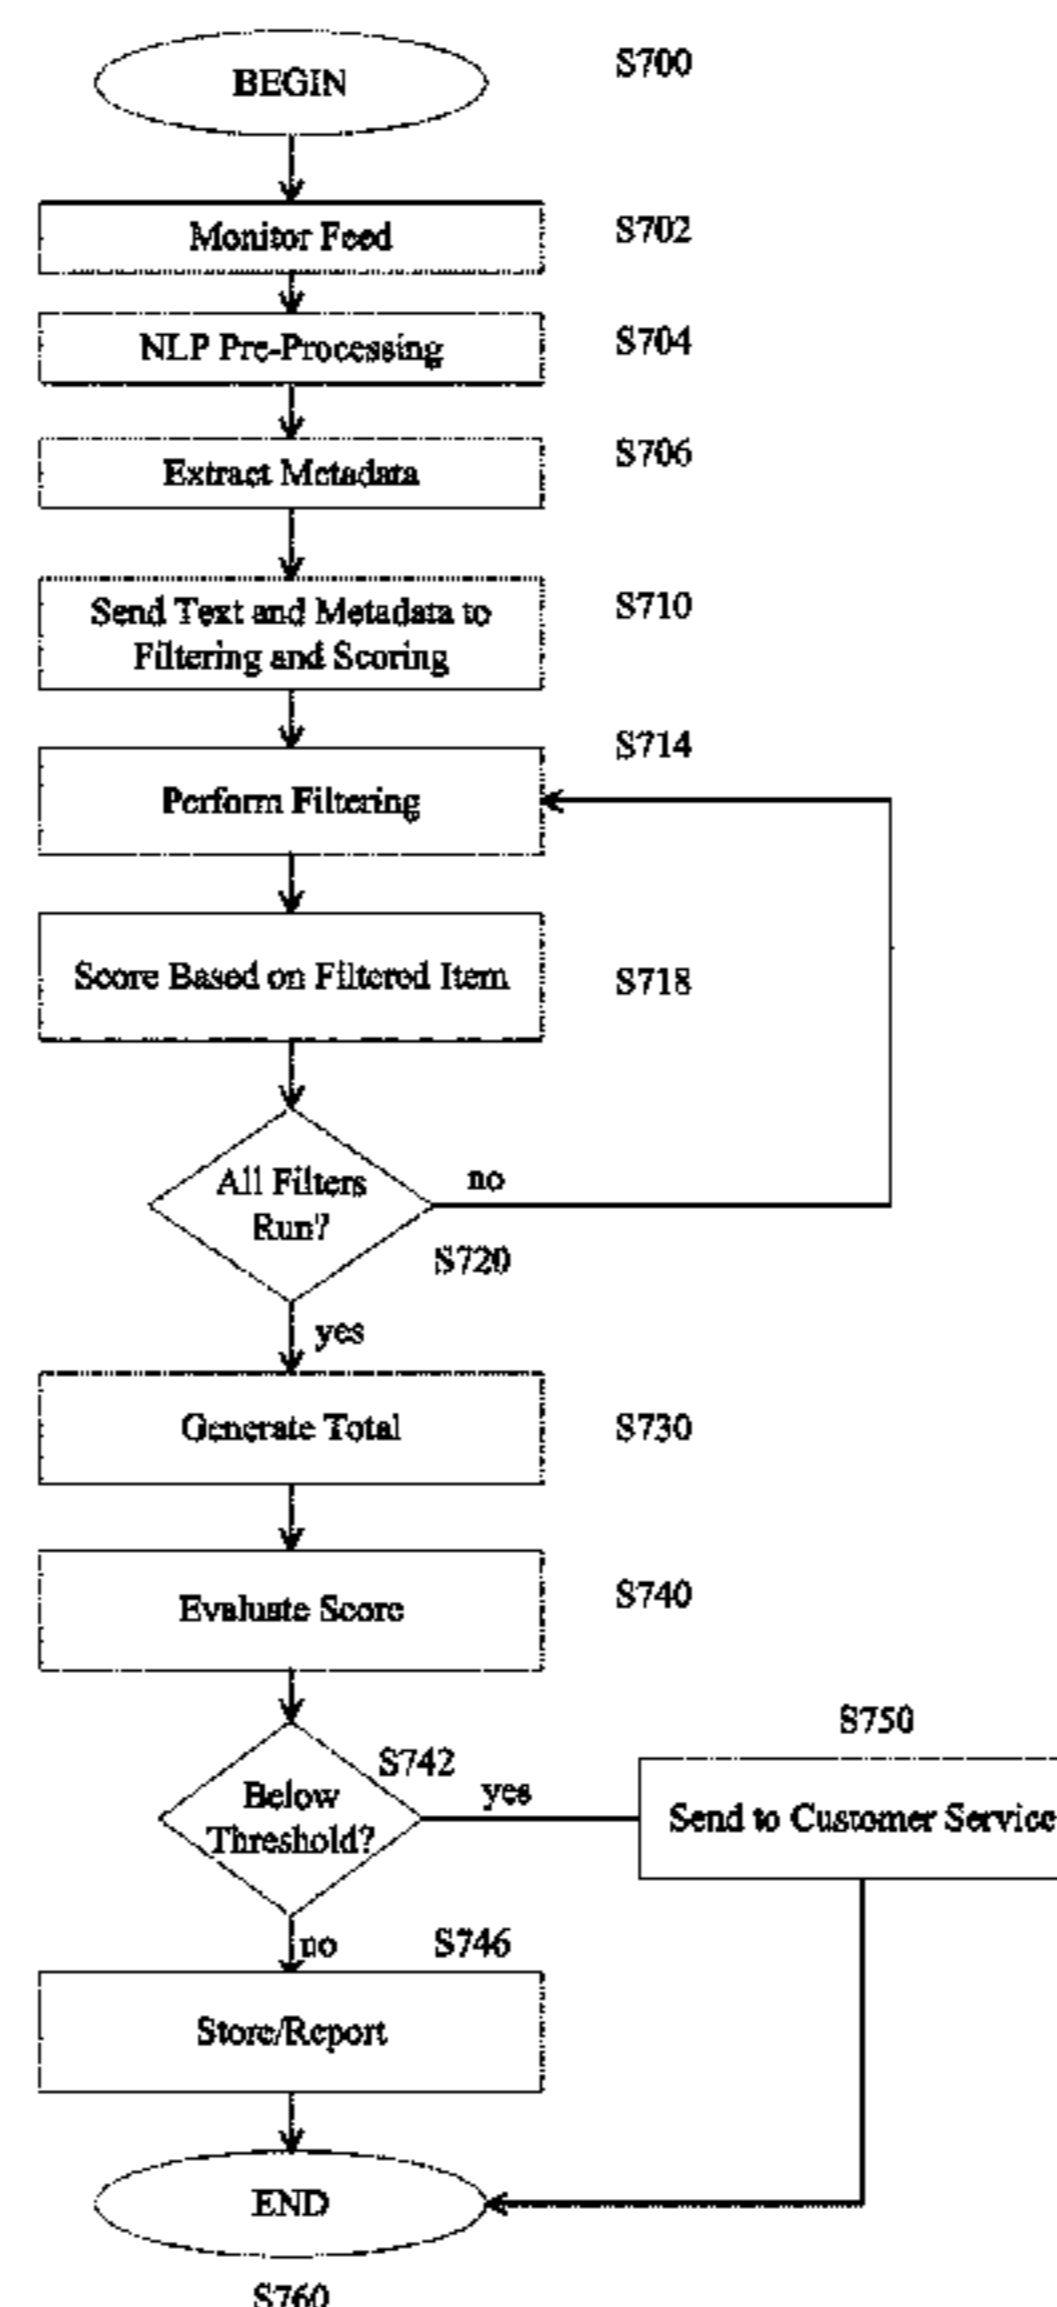 BEGIN
S700
Monitor Feed
S702
NLP Pre-Processing
S704
Extract Metadata
S706
Send Text and Metadata to
Filtering and Scoring
S710
Perform Filtering
S714
Score Based on Filtered Item
S718
All Filters
Run?
no
S720
yes
Generate Total
S730
Evaluate Score
S740
Below
Threshold?
S742
yes
S750
Send to Customer Service
no
S746
Store/Report
END
S760